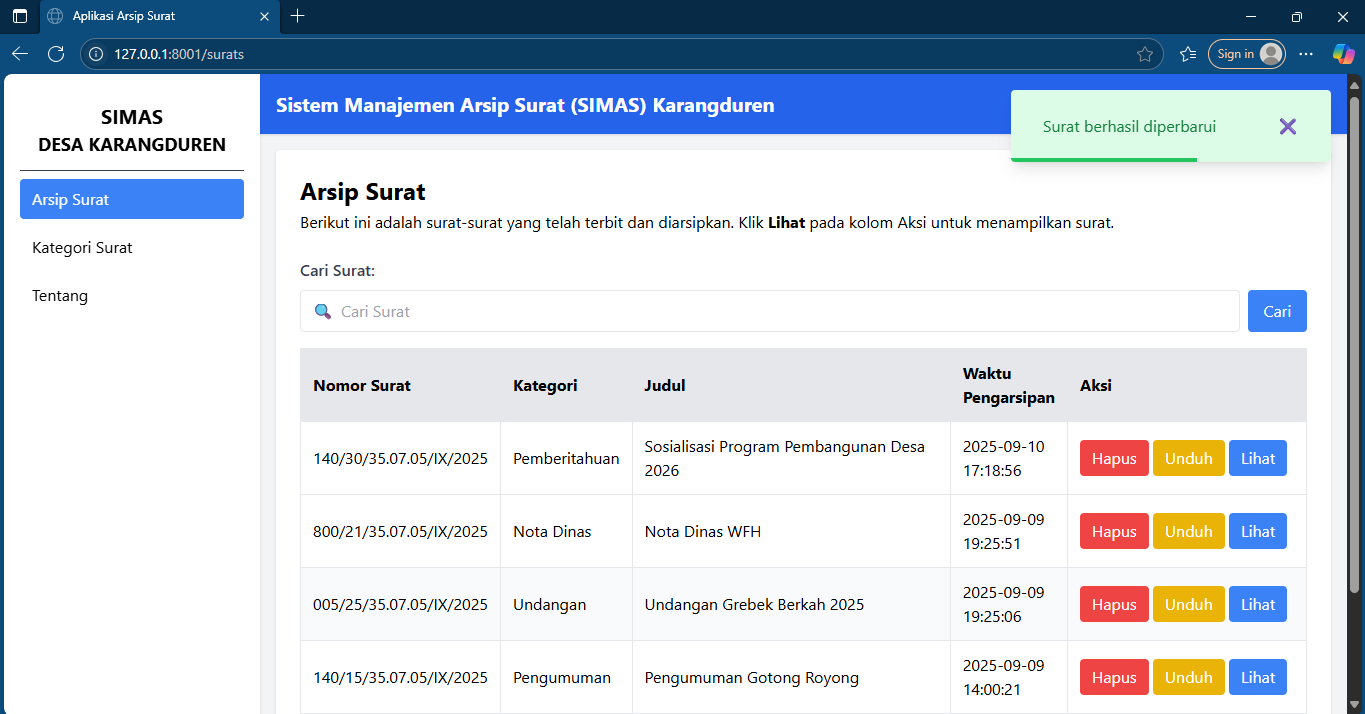 Aplikasi Arsip Surat
127.0.0.1:8001/surats
Sign in
SIMAS
DESA KARANGDUREN
Arsip Surat
Kategori Surat
Tentang
Sistem Manajemen Arsip Surat (SIMAS) Karangduren
Surat berhasil diperbarui
Arsip Surat
Berikut ini adalah surat-surat yang telah terbit dan diarsipkan. Klik Lihat pada kolom Aksi untuk menampilkan surat.
Cari Surat:
Cari Surat
Cari
Nomor Surat Kategori Judul Waktu Pengarsipan Aksi
140/30/35.07.05/IX/2025 Pemberitahuan Sosialisasi Program Pembangunan Desa 2026 2025-09-10 17:18:56 Hapus Unduh Lihat
800/21/35.07.05/IX/2025 Nota Dinas Nota Dinas WFH 2025-09-09 19:25:51 Hapus Unduh Lihat
005/25/35.07.05/IX/2025 Undangan Undangan Grebek Berkah 2025 2025-09-09 19:25:06 Hapus Unduh Lihat
140/15/35.07.05/IX/2025 Pengumuman Pengumuman Gotong Royong 2025-09-09 14:00:21 Hapus Unduh Lihat